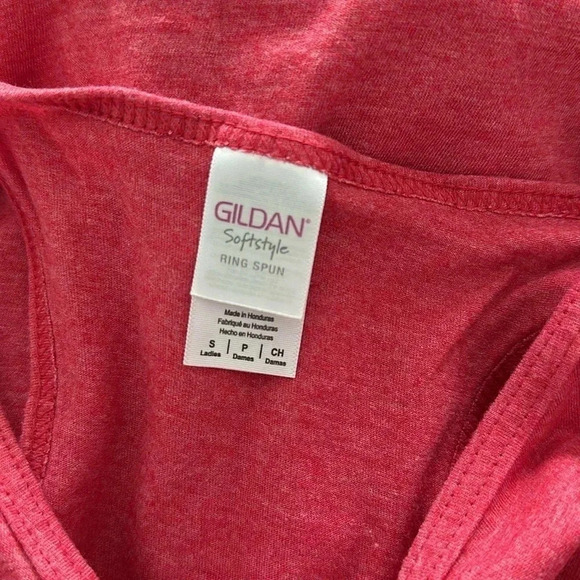 GILDAN®
Softstyle
RING SPUN
Made in Honduras
Fabriqué au Honduras
Hecho en Honduras
S | P | CH
Ladies | Dames | Damas